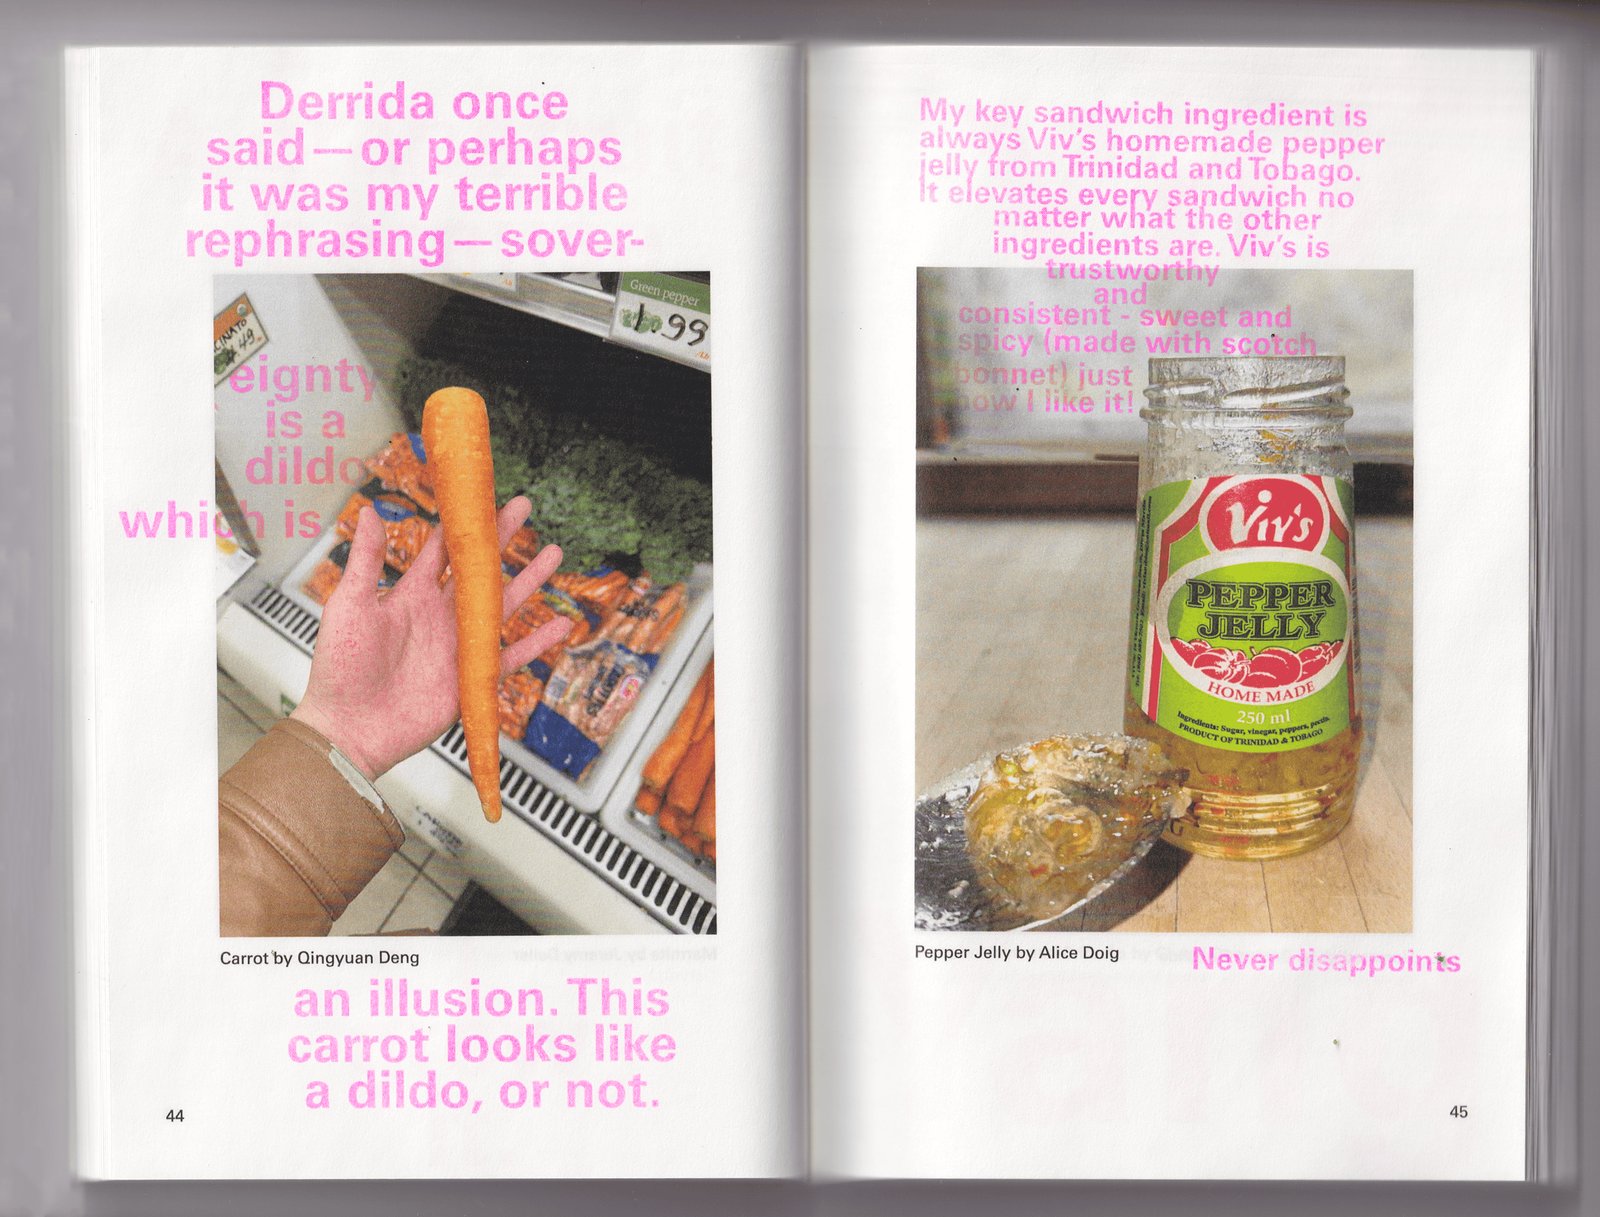 Derrida once
said — or perhaps
it was my terrible
rephrasing — sover-
Green pepper
1.99
49
eignty
is a
dildo
which is
Carrot by Qingyuan Deng
an illusion. This
carrot looks like
a dildo, or not.
44
My key sandwich ingredient is
always Viv's homemade pepper
jelly from Trinidad and Tobago.
It elevates every sandwich no
matter what the other
ingredients are. Viv's is
trustworthy
and
consistent - sweet and
spicy (made with scotch
bonnet) just
how I like it!
Viv's
PEPPER
JELLY
HOME MADE
250 ml
Ingredients: Sugar, vinegar, peppers, pectin.
PRODUCT OF TRINIDAD & TOBAGO
Pepper Jelly by Alice Doig
Never disappoints
45